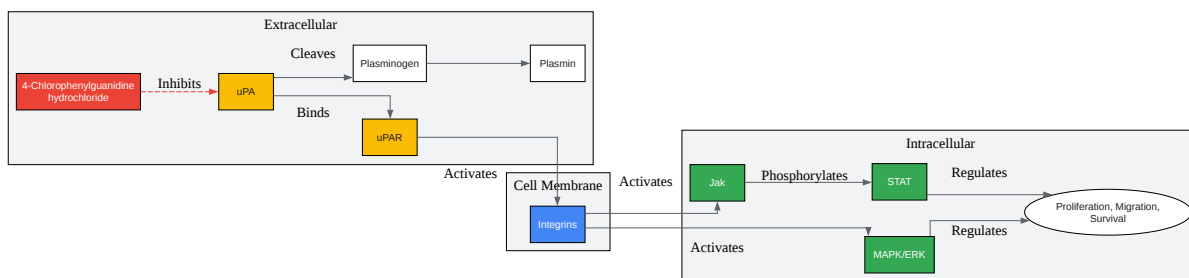 Extracellular
Cleaves
Plasminogen
Plasmin
4-Chlorophenylguanidine
hydrochloride
Inhibits
uPA
Binds
uPAR
Activates
Cell Membrane
Integrins
Activates
Activates
Intracellular
Jak
Phosphorylates
STAT
Regulates
Proliferation, Migration,
Survival
MAPK/ERK
Regulates